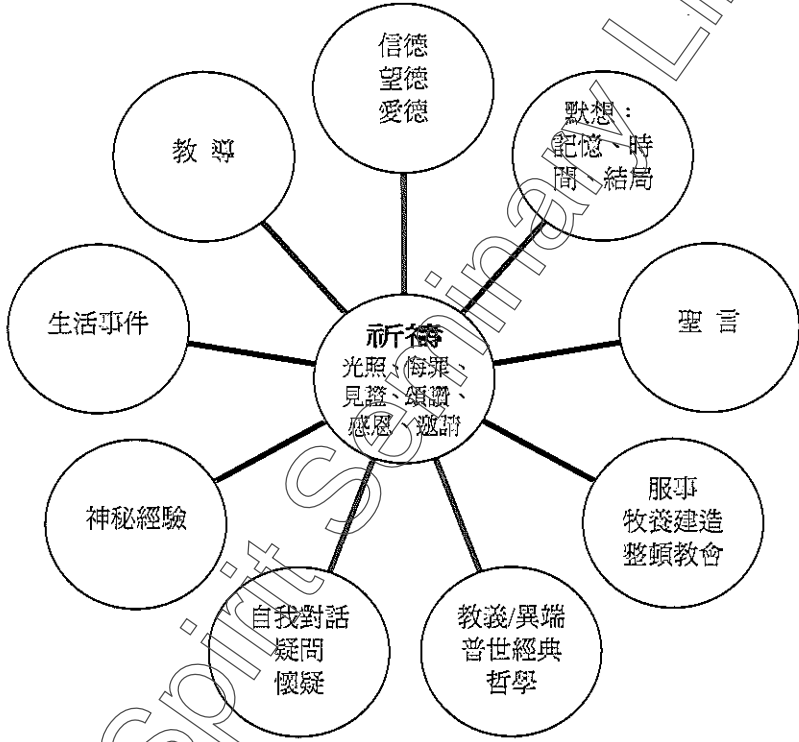 信德
望德
愛德
默想：
記憶、時
間、結局
教 導
聖 言
生活事件
祈禱
光照、悔罪、
見證、頌讚、
感恩、邀請
神秘經驗
服事
牧養建造
整頓教會
自我對話
疑問
懷疑
教義/異端
普世經典
哲學
Spirit Seminary Li